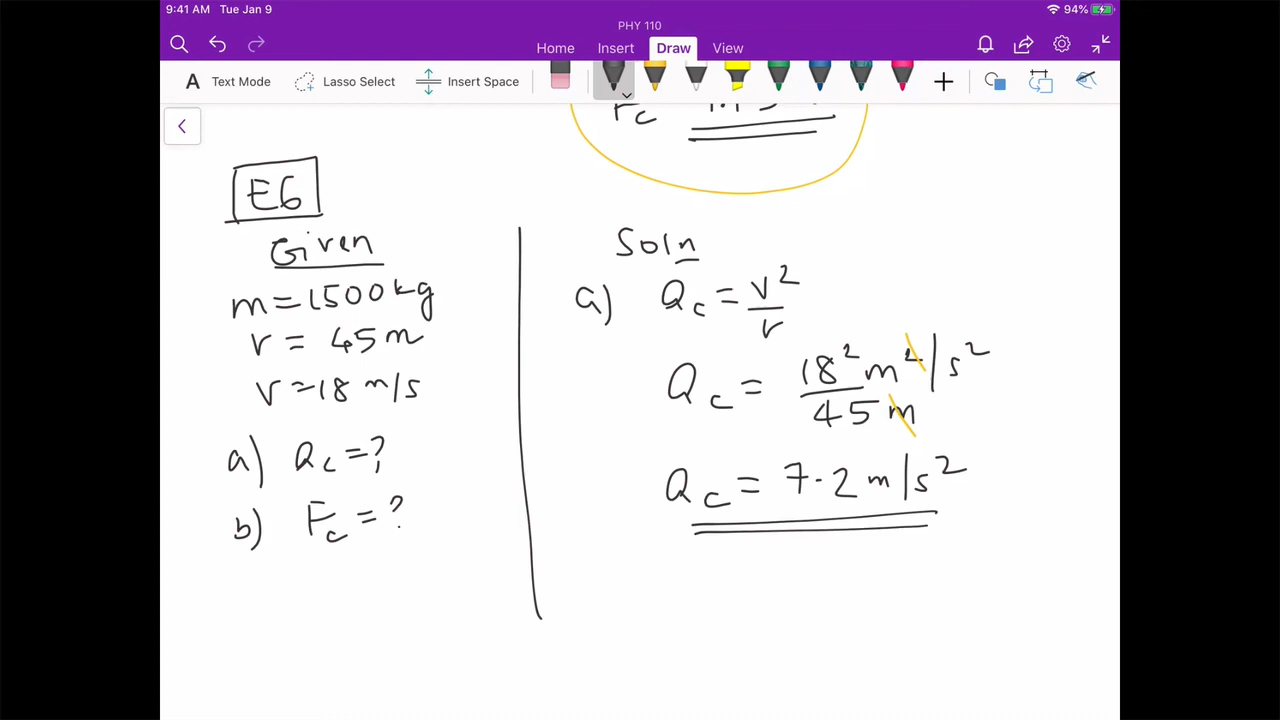 9:41 AM Tue Jan 9
94%
PHY 110
Home Insert Draw View
A Text Mode Lasso Select Insert Space
Fc
E6
Given
m = 1500 kg
r = 45 m
v = 18 m/s
a) ac = ?
b) Fc = ?
Soln
a) ac = v²/r
ac = 18² m²/s² / 45 m
ac = 7.2 m/s²